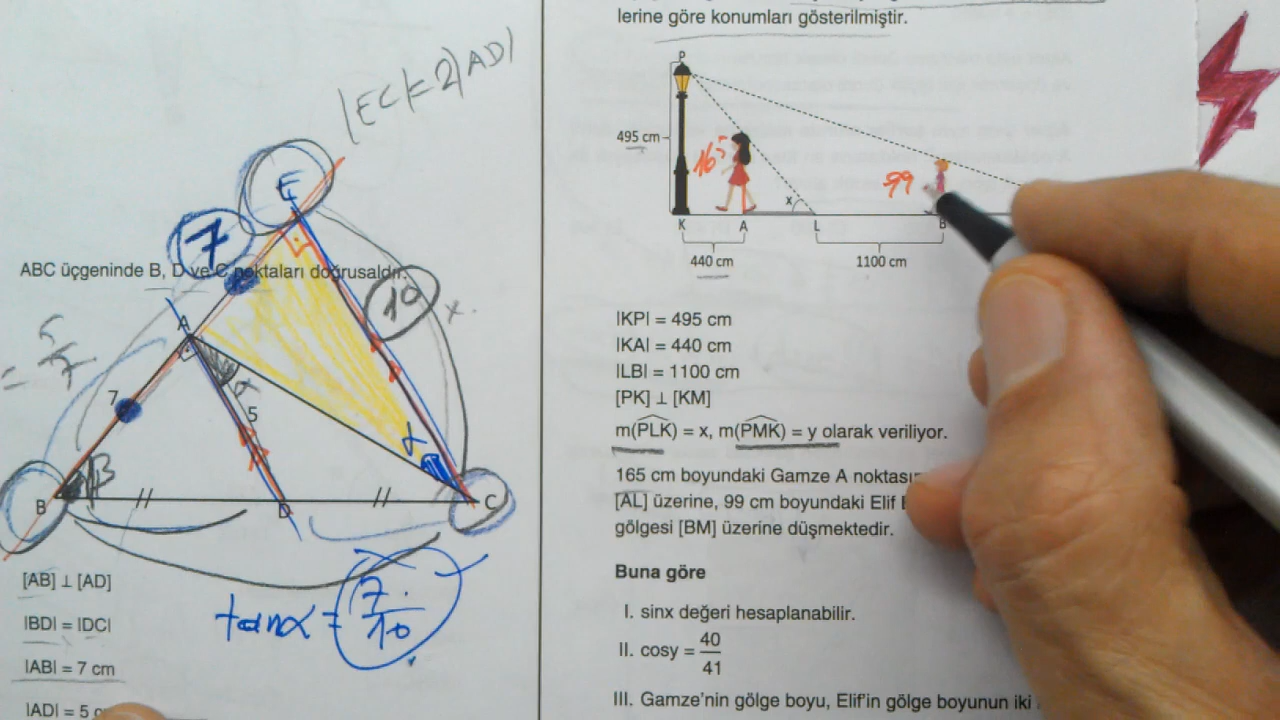 |EC|=2|AD|
E
7
ABC üçgeninde B, D ve C noktaları doğrusaldır.
10
x
A
= 5/7
7
α
5
α
B
β
D
C
[AB] ⊥ [AD]
|BD| = |DC|
|AB| = 7 cm
|AD| = 5
tanα = 7/10
lerine göre konumları gösterilmiştir.
P
495 cm
165
99
x
K A L B
440 cm 1100 cm
|KP| = 495 cm
|KA| = 440 cm
|LB| = 1100 cm
[PK] ⊥ [KM]
m(PLK) = x, m(PMK) = y olarak veriliyor.
165 cm boyundaki Gamze A
[AL] üzerine, 99 cm boyundaki Elif
gölgesi [BM] üzerine düşmektedir.
Buna göre
I. sinx değeri hesaplanabilir.
II. cosy = 40/41
III. Gamze'nin gölge boyu, Elif'in gölge boyunun iki